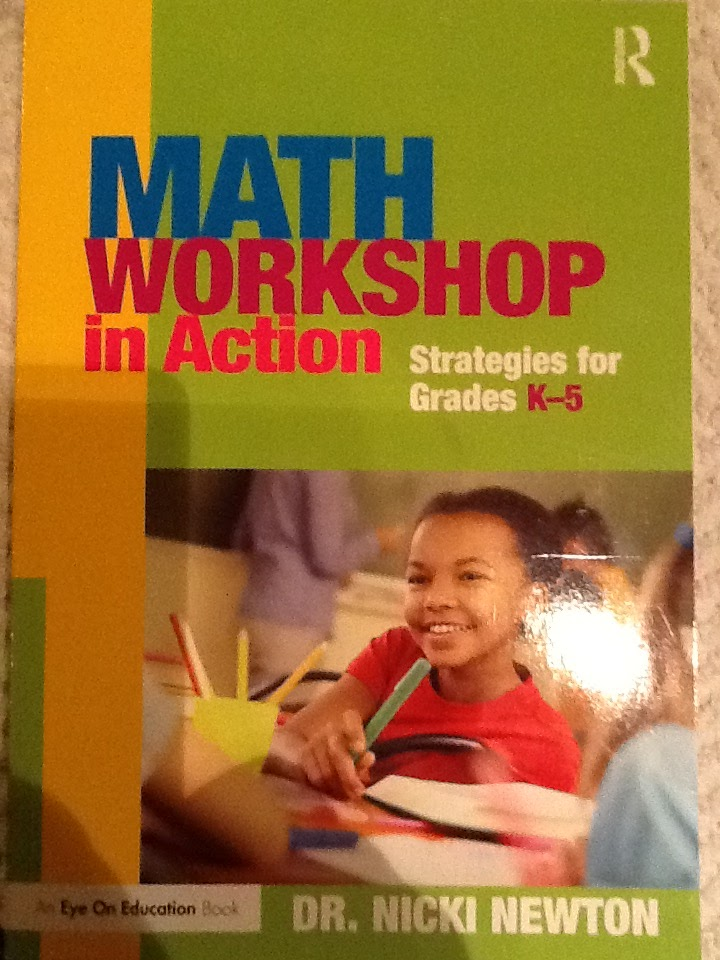 R
MATH
WORKSHOP
in Action
Strategies for
Grades K–5
An Eye On Education Book
DR. NICKI NEWTON